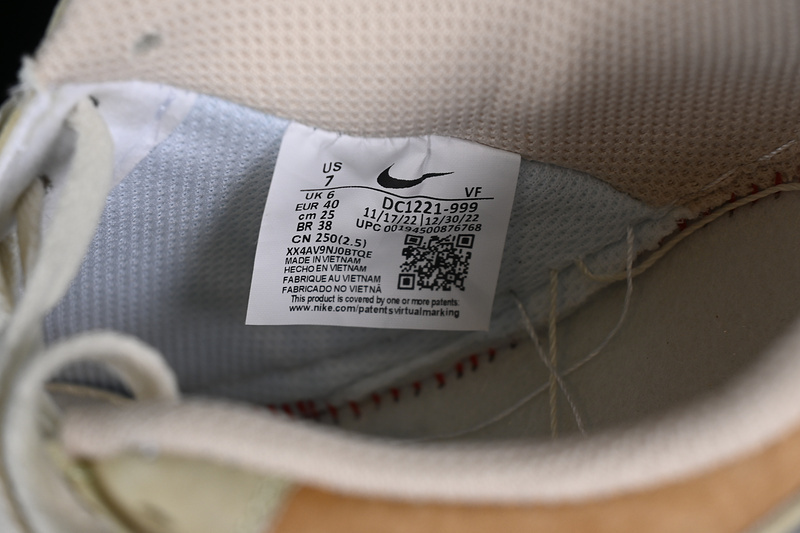 US
7
UK 6
EUR 40
cm 25
BR 38
CN 250(2.5)
VF
DC1221-999
11/17/22 12/30/22
UPC 00194500876768
XX4AV9NJ0BTQE
MADE IN VIETNAM
HECHO EN VIETNAM
FABRIQUE AU VIETNAM
FABRICADO NO VIETNÃ
This product is covered by one or more patents:
www.nike.com/patentsvirtualmarking